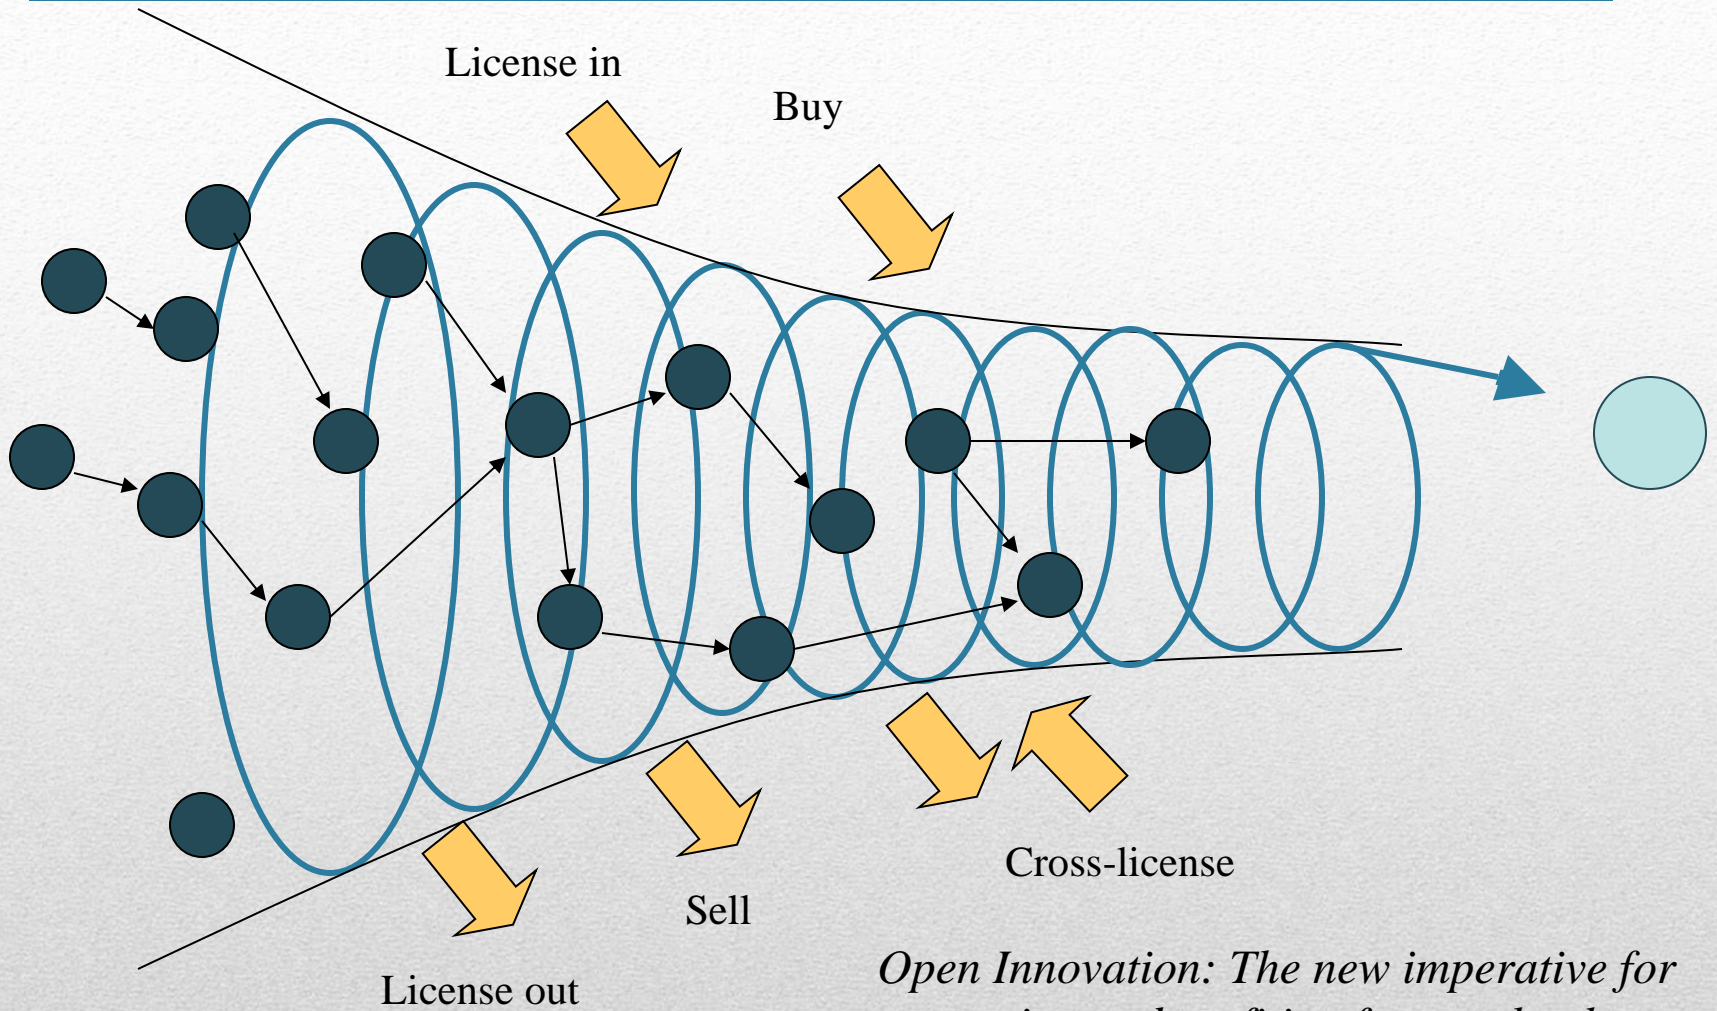 License in
Buy
Cross-license
Sell
License out
Open Innovation: The new imperative for